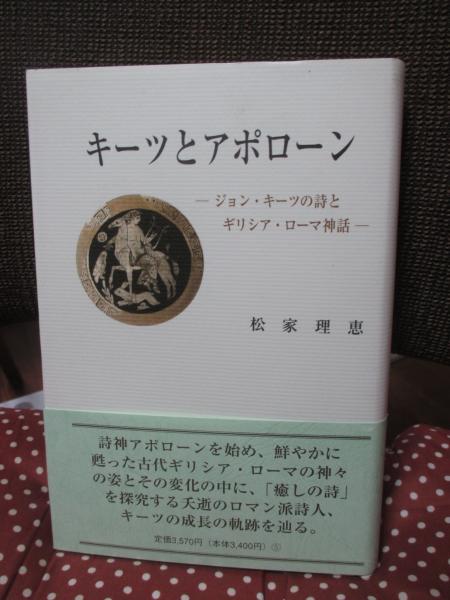 キーツとアポローン
― ジョン・キーツの詩と
ギリシア・ローマ神話 ―
松家理恵
詩神アポローンを始め、鮮やかに
甦った古代ギリシア・ローマの神々
の姿とその変化の中に、「癒しの詩」
を探究する夭逝のロマン派詩人、
キーツの成長の軌跡を辿る。
定価3,570円（本体3,400円）⑤